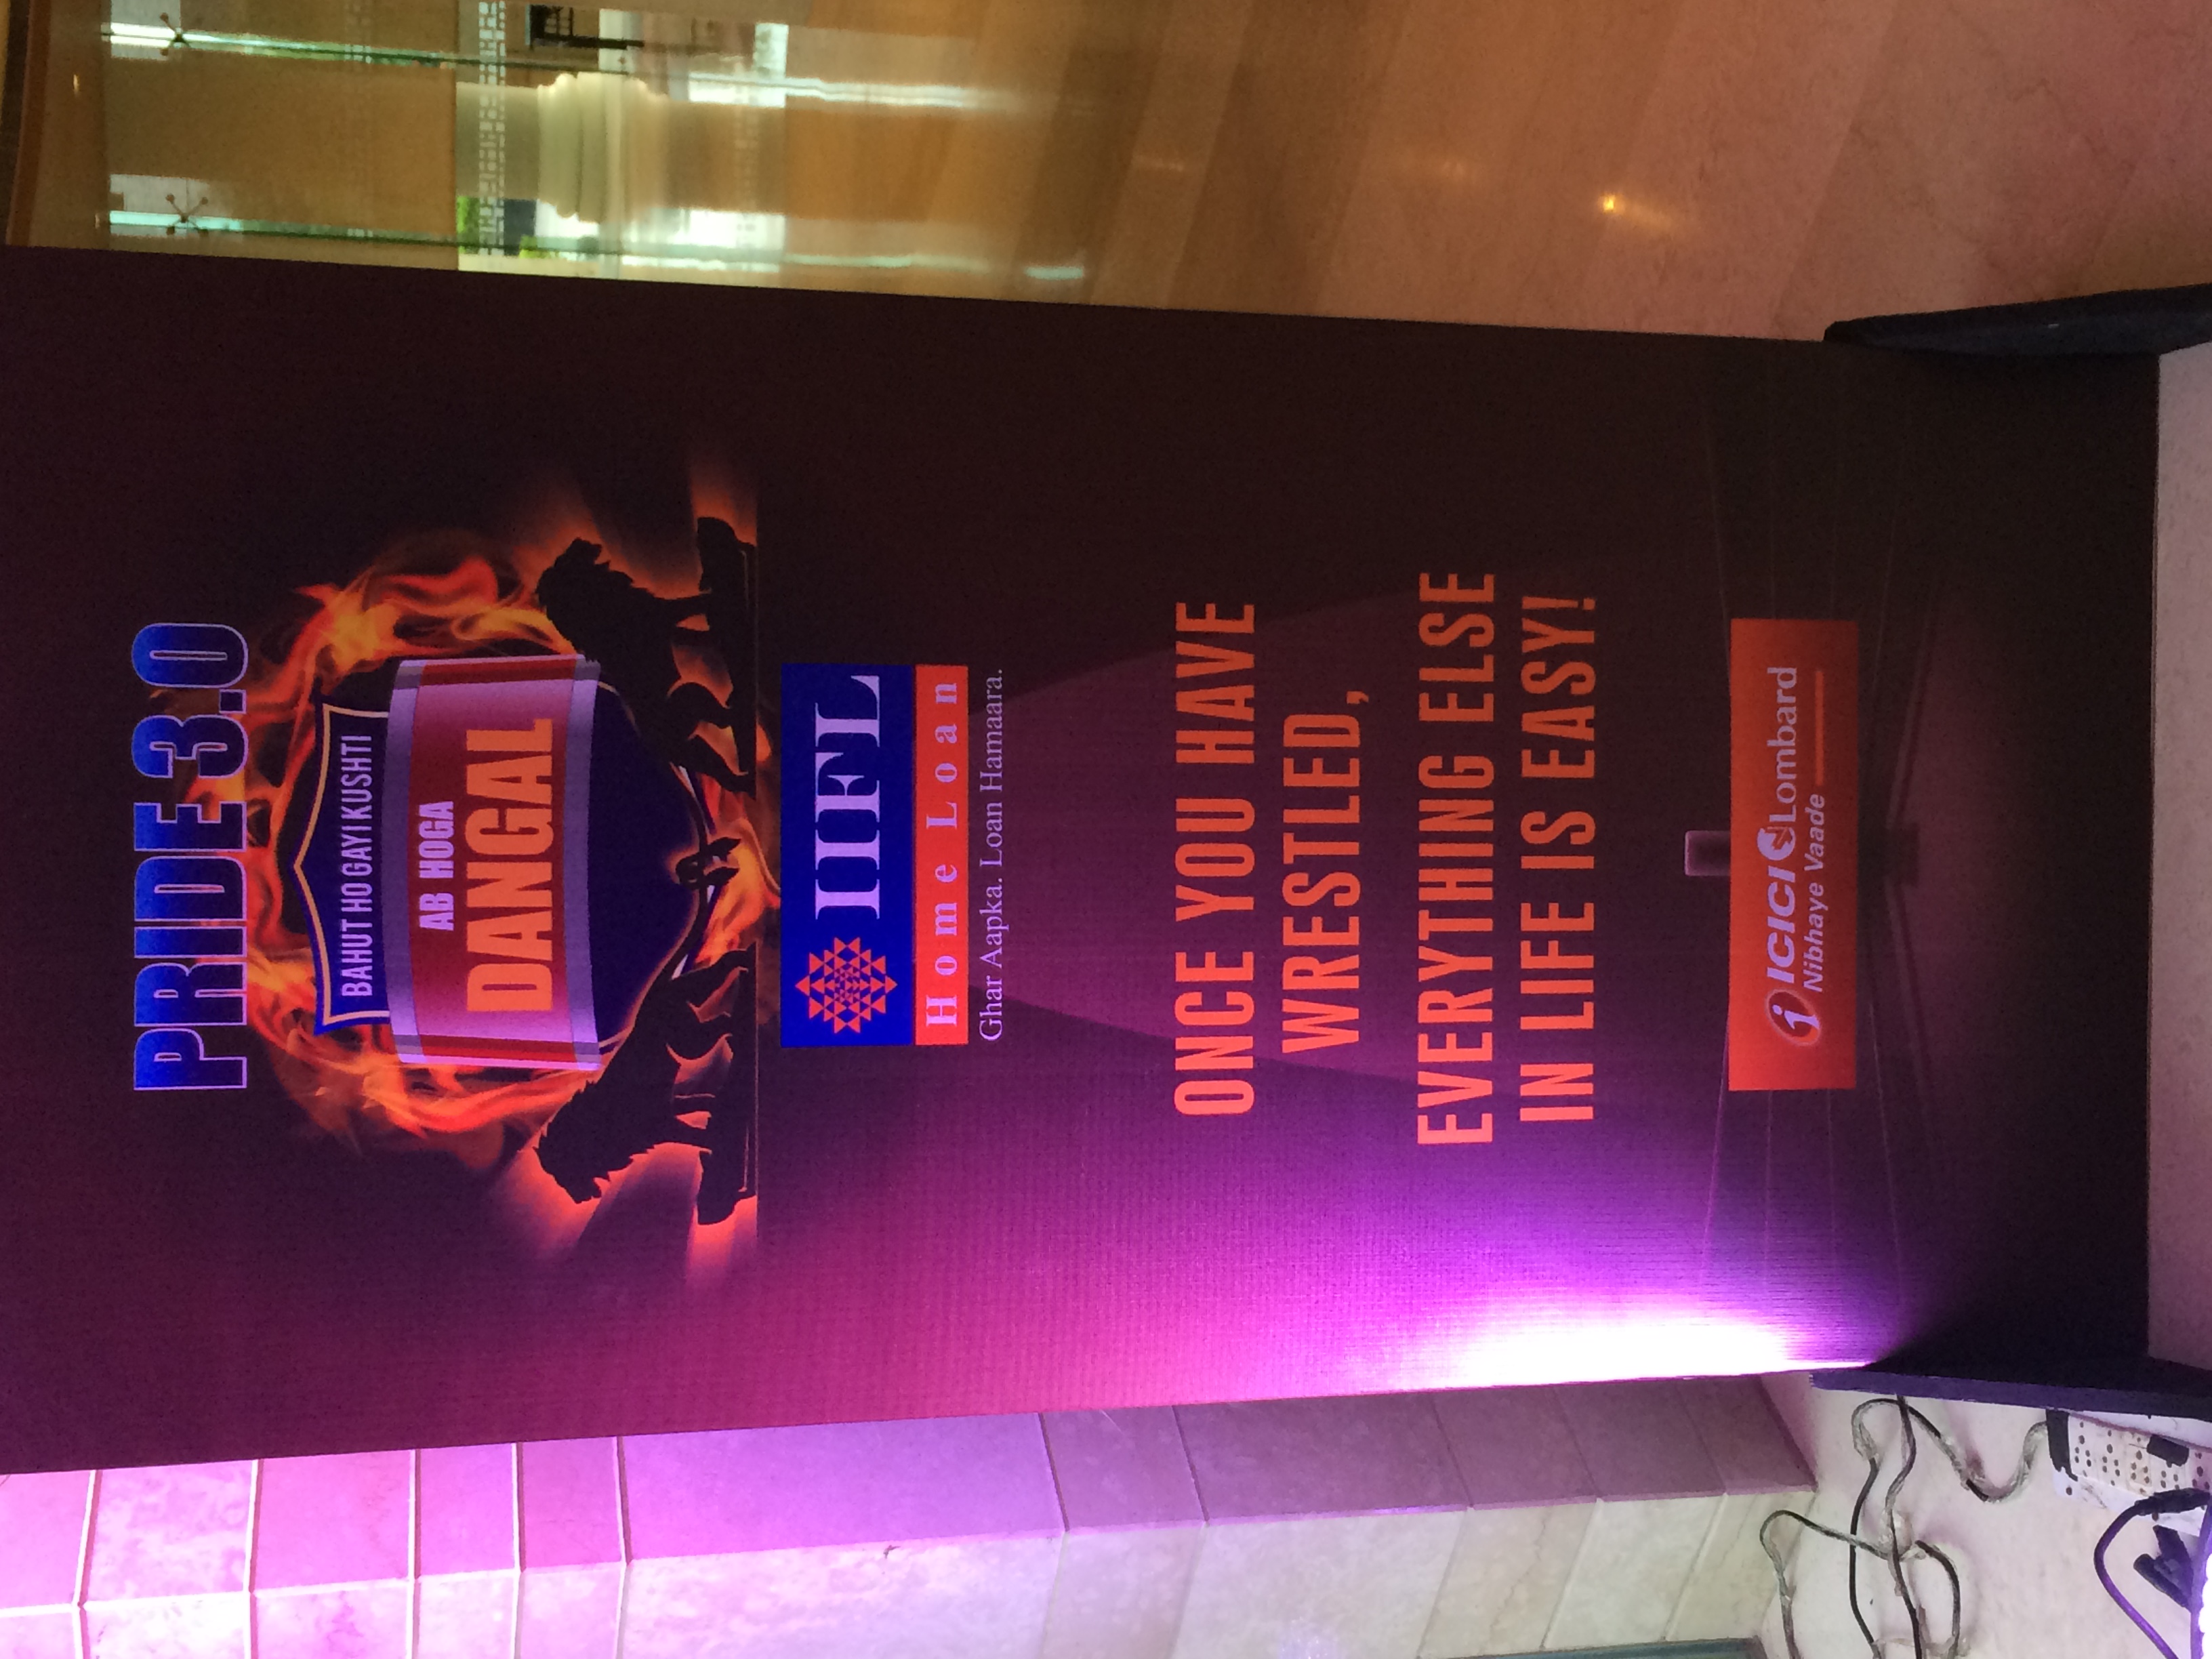 PRIDE 3.0
BAHUT HO GAYI KUSHTI
AB HOGA
DANGAL
IIFL
Home Loan
Ghar Aapka. Loan Hamaara.
ONCE YOU HAVE
WRESTLED,
EVERYTHING ELSE
IN LIFE IS EASY!
i ICICI Lombard
Nibhaye Vaade